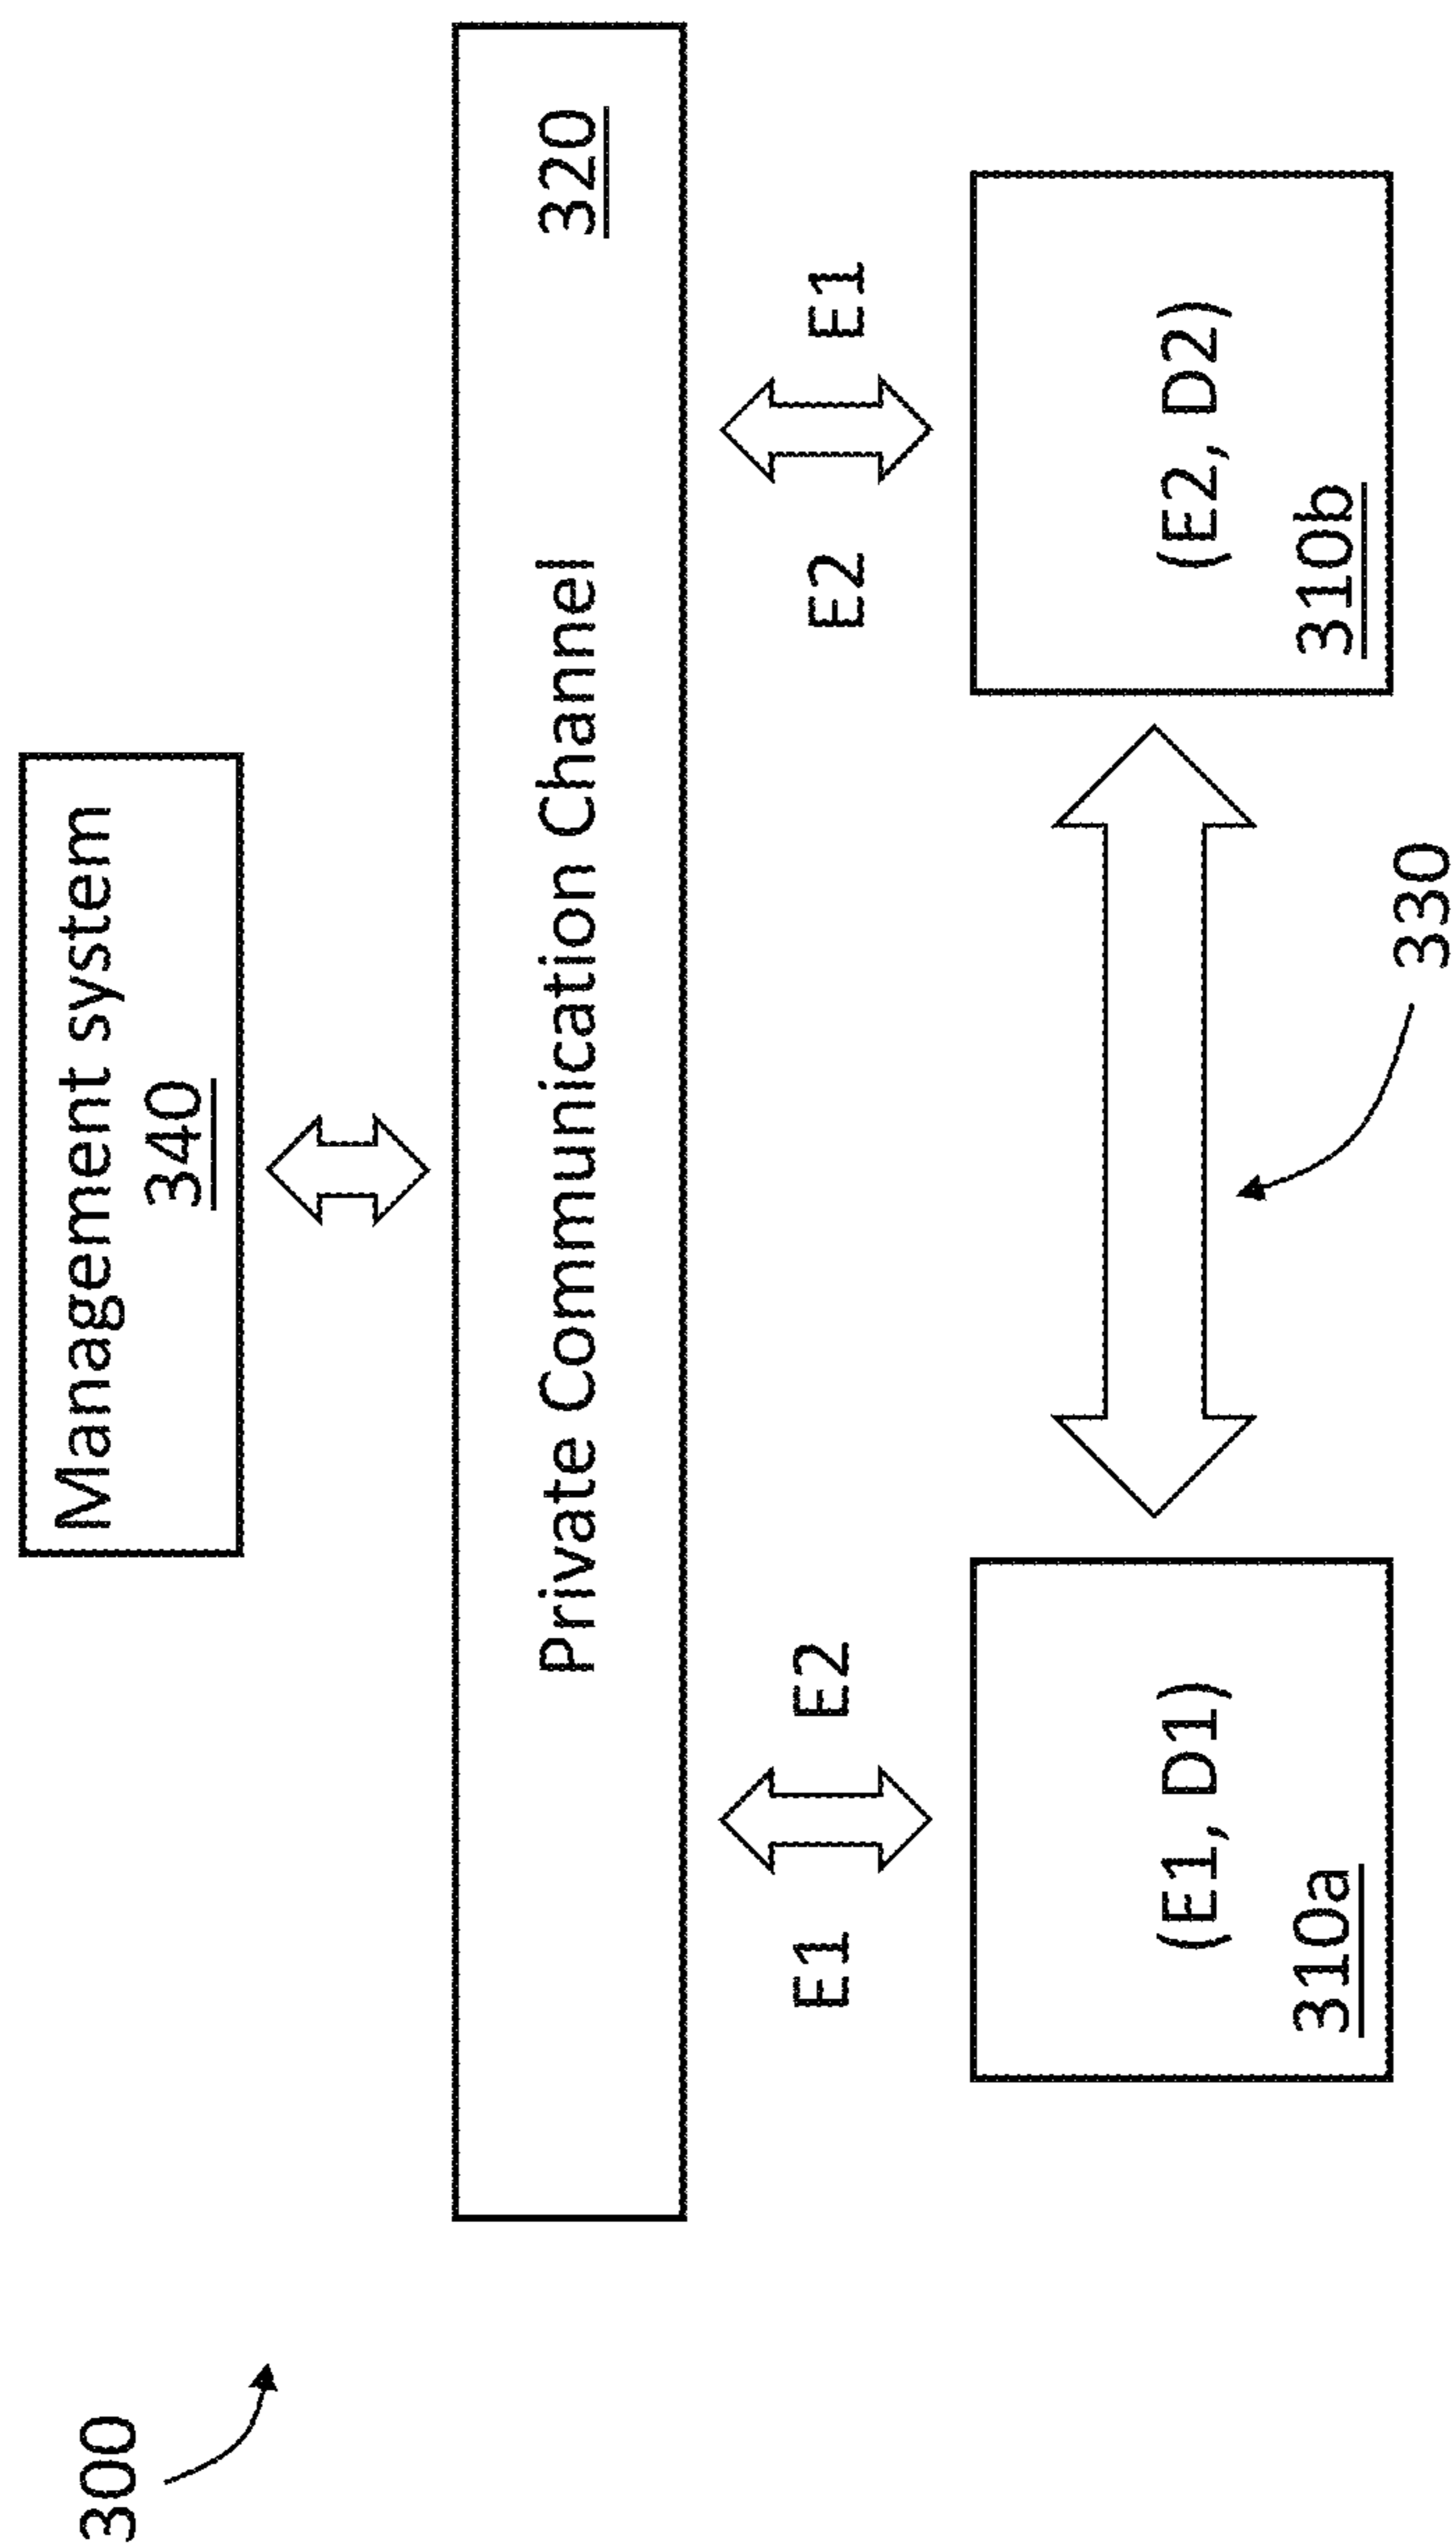 300
Management system
340
Private Communication Channel
320
E1
E2
E2
E1
(E1, D1)
310a
(E2, D2)
310b
330